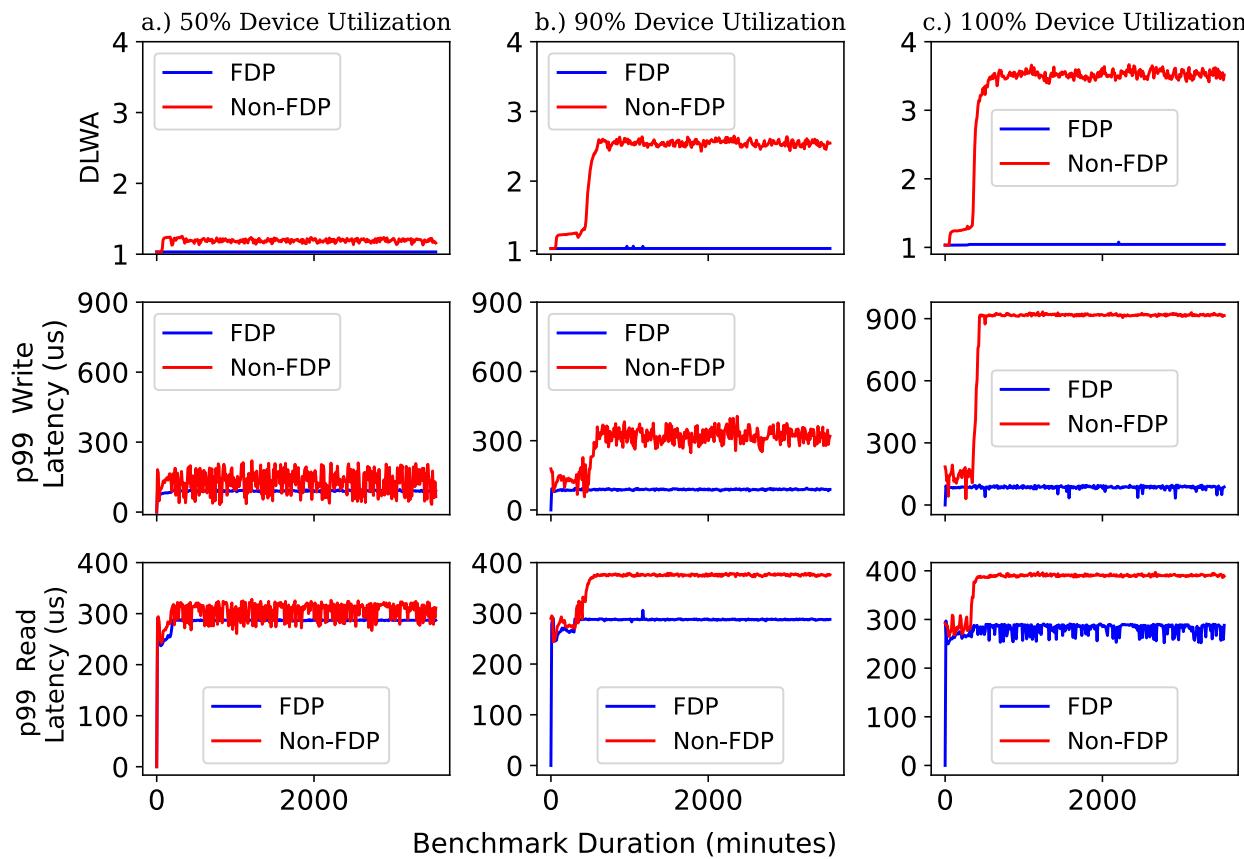 a.) 50% Device Utilization
b.) 90% Device Utilization
c.) 100% Device Utilization
DLWA
4
3
2
1
FDP
Non-FDP
4
3
2
1
FDP
Non-FDP
4
3
2
1
FDP
Non-FDP
p99 Write
Latency (us)
900
600
300
0
FDP
Non-FDP
900
600
300
0
FDP
Non-FDP
900
600
300
0
FDP
Non-FDP
p99 Read
Latency (us)
400
300
200
100
0
FDP
Non-FDP
0
2000
400
300
200
100
0
FDP
Non-FDP
0
2000
400
300
200
100
0
FDP
Non-FDP
0
2000
Benchmark Duration (minutes)